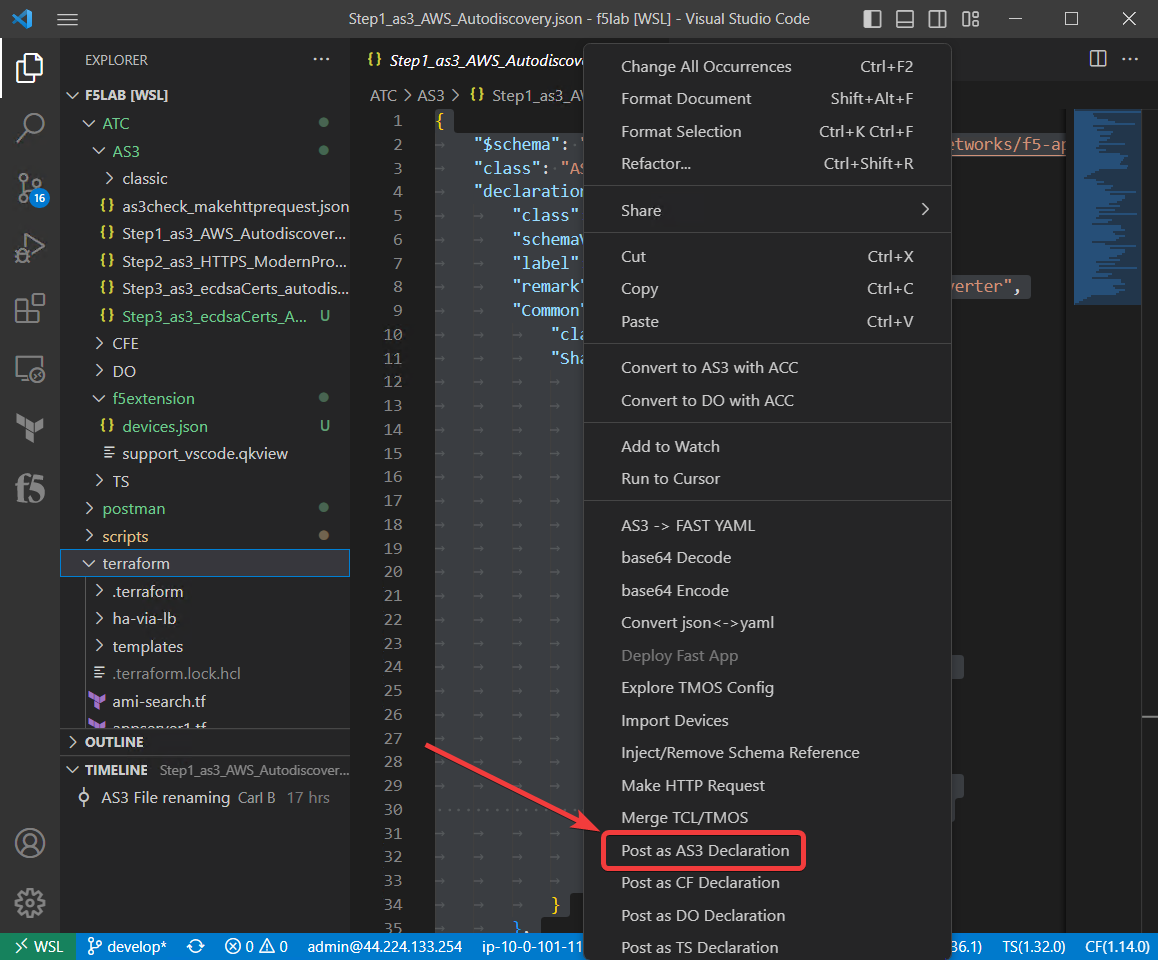 Step1_as3_AWS_Autodiscovery.json - f5lab [WSL] - Visual Studio Code
EXPLORER
F5LAB [WSL]
ATC
AS3
classic
as3check_makehttprequest.json
Step1_as3_AWS_Autodiscover...
Step2_as3_HTTPS_ModernPro...
Step3_as3_ecdsaCerts_autodis...
Step3_as3_ecdsaCerts_A... U
CFE
DO
f5extension
devices.json U
support_vscode.qkview
TS
postman
scripts
terraform
.terraform
ha-via-lb
templates
.terraform.lock.hcl
ami-search.tf
appserver1.tf
OUTLINE
TIMELINE Step1_as3_AWS_Autodiscover...
AS3 File renaming Carl B 17 hrs
16
f5
{} Step1_as3_AWS_Autodiscov
ATC > AS3 > {} Step1_as3_A
1 {
2 "$schema": " etworks/f5-ap
3 "class": "AS
4 "declaration
5 "class"
6 "schemaV
7 "label"
8 "remark" verter",
9 "Common"
10 "cla
11 "Sha
12
13
14
15
16
17
18
19
20
21
22
23
24
25
26
27
28
29
30
31
32
33
34 }
35 },
Change All Occurrences Ctrl+F2
Format Document Shift+Alt+F
Format Selection Ctrl+K Ctrl+F
Refactor... Ctrl+Shift+R
Share
Cut Ctrl+X
Copy Ctrl+C
Paste Ctrl+V
Convert to AS3 with ACC
Convert to DO with ACC
Add to Watch
Run to Cursor
AS3 -> FAST YAML
base64 Decode
base64 Encode
Convert json<->yaml
Deploy Fast App
Explore TMOS Config
Import Devices
Inject/Remove Schema Reference
Make HTTP Request
Merge TCL/TMOS
Post as AS3 Declaration
Post as CF Declaration
Post as DO Declaration
Post as TS Declaration
WSL develop* 0 0 admin@44.224.133.254 ip-10-0-101-11 36.1) TS(1.32.0) CF(1.14.0)